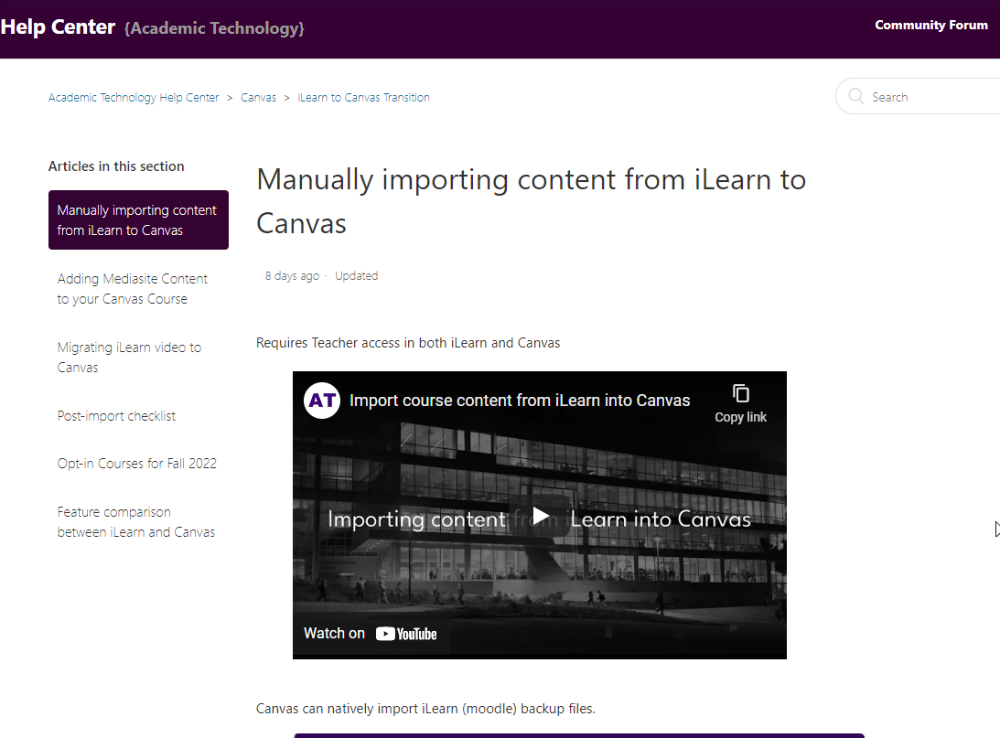 Help Center {Academic Technology}
Community Forum
Academic Technology Help Center > Canvas > iLearn to Canvas Transition
Search
Articles in this section
Manually importing content
from iLearn to Canvas
Adding Mediasite Content
to your Canvas Course
Migrating iLearn video to
Canvas
Post-import checklist
Opt-in Courses for Fall 2022
Feature comparison
between iLearn and Canvas
Manually importing content from iLearn to
Canvas
8 days ago · Updated
Requires Teacher access in both iLearn and Canvas
AT Import course content from iLearn into Canvas
Copy link
Importing content from iLearn into Canvas
Watch on YouTube
Canvas can natively import iLearn (moodle) backup files.